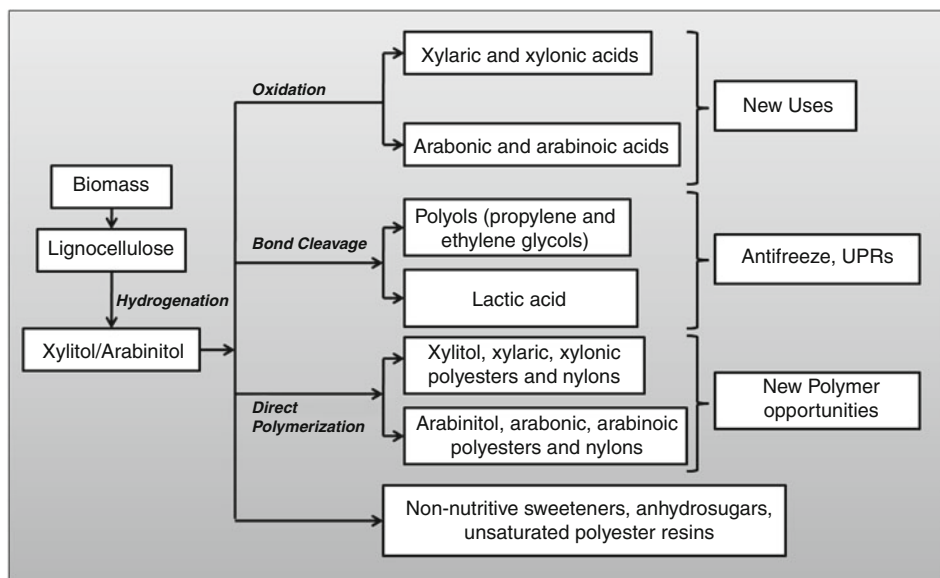 Biomass
Lignocellulose
Hydrogenation
Xylitol/Arabinitol
Oxidation
Xylaric and xylonic acids
Arabonic and arabinoic acids
New Uses
Bond Cleavage
Polyols (propylene and
ethylene glycols)
Lactic acid
Antifreeze, UPRs
Direct
Polymerization
Xylitol, xylaric, xylonic
polyesters and nylons
Arabinitol, arabonic, arabinoic
polyesters and nylons
New Polymer
opportunities
Non-nutritive sweeteners, anhydrosugars,
unsaturated polyester resins